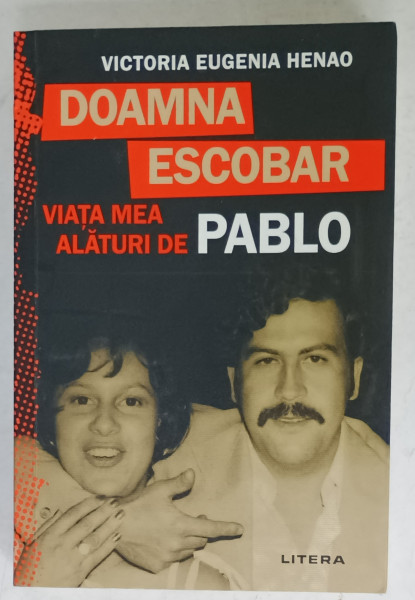 VICTORIA EUGENIA HENAO
DOAMNA
ESCOBAR
VIAȚA MEA
ALĂTURI DE PABLO
LITERA